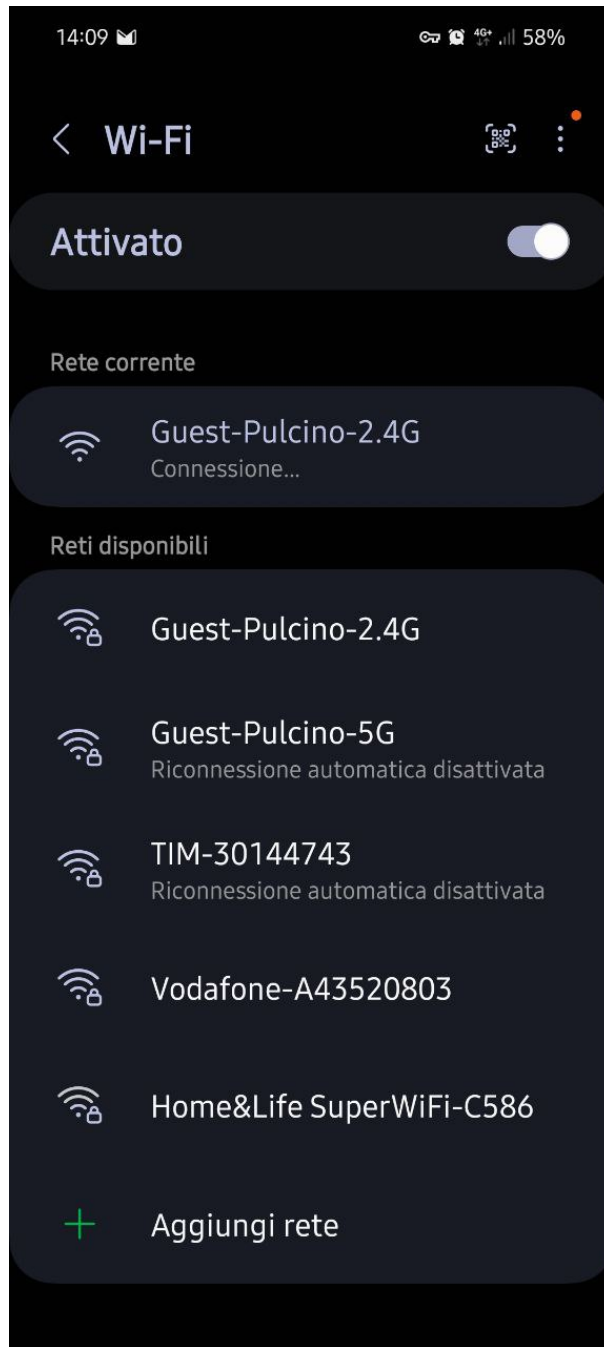 14:09
4G+ 58%
Wi-Fi
Attivato
Rete corrente
Guest-Pulcino-2.4G
Connessione...
Reti disponibili
Guest-Pulcino-2.4G
Guest-Pulcino-5G
Riconnessione automatica disattivata
TIM-30144743
Riconnessione automatica disattivata
Vodafone-A43520803
Home&Life SuperWiFi-C586
Aggiungi rete